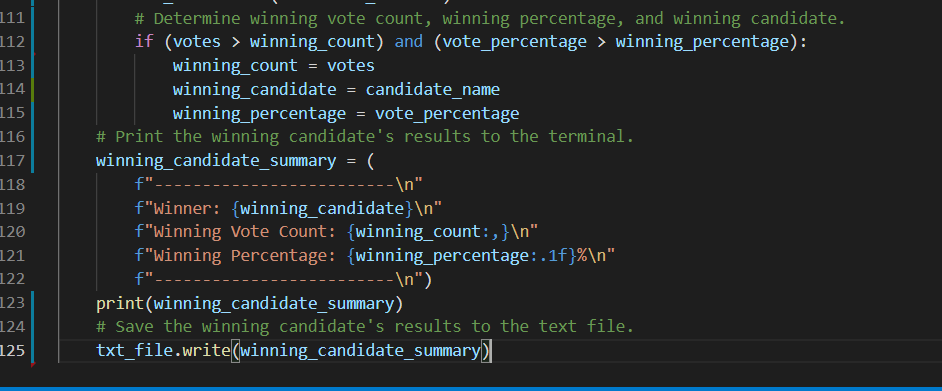 111 # Determine winning vote count, winning percentage, and winning candidate.
112 if (votes > winning_count) and (vote_percentage > winning_percentage):
113 winning_count = votes
114 winning_candidate = candidate_name
115 winning_percentage = vote_percentage
116 # Print the winning candidate's results to the terminal.
117 winning_candidate_summary = (
118 f"-------------------------\n"
119 f"Winner: {winning_candidate}\n"
120 f"Winning Vote Count: {winning_count:,}\n"
121 f"Winning Percentage: {winning_percentage:.1f}%\n"
122 f"-------------------------\n")
123 print(winning_candidate_summary)
124 # Save the winning candidate's results to the text file.
125 txt_file.write(winning_candidate_summary)